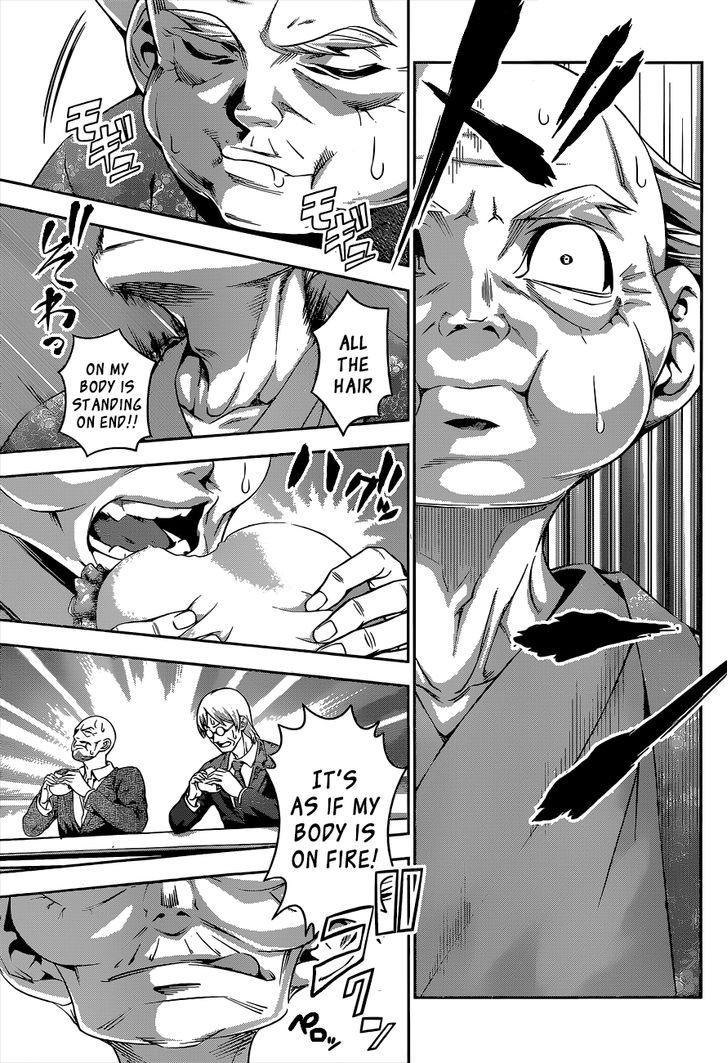 モギュ
モギュ
ALL
THE
HAIR
ON MY
BODY IS
STANDING
ON END!!
ぞわっ
ハグッ
IT'S
AS IF MY
BODY IS
ON FIRE!
ゴクン
ペロッ